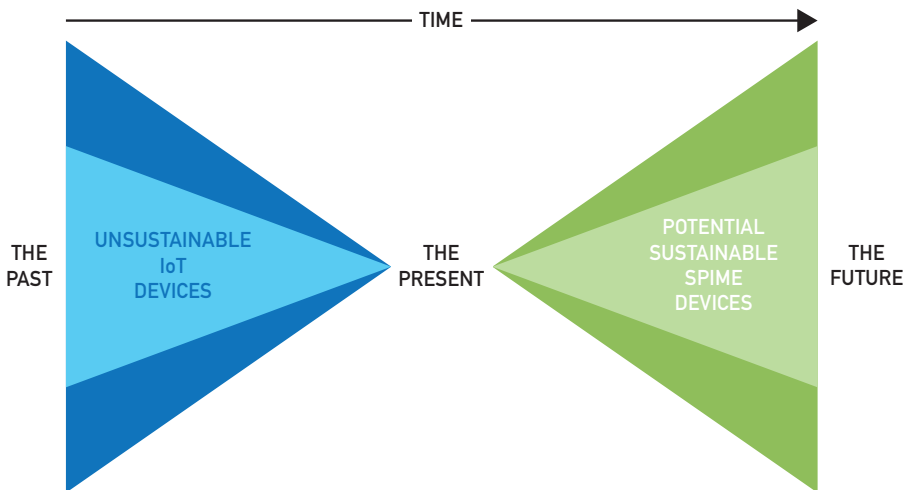 TIME
THE
PAST
UNSUSTAINABLE
IoT
DEVICES
THE
PRESENT
POTENTIAL
SUSTAINABLE
SPIME
DEVICES
THE
FUTURE